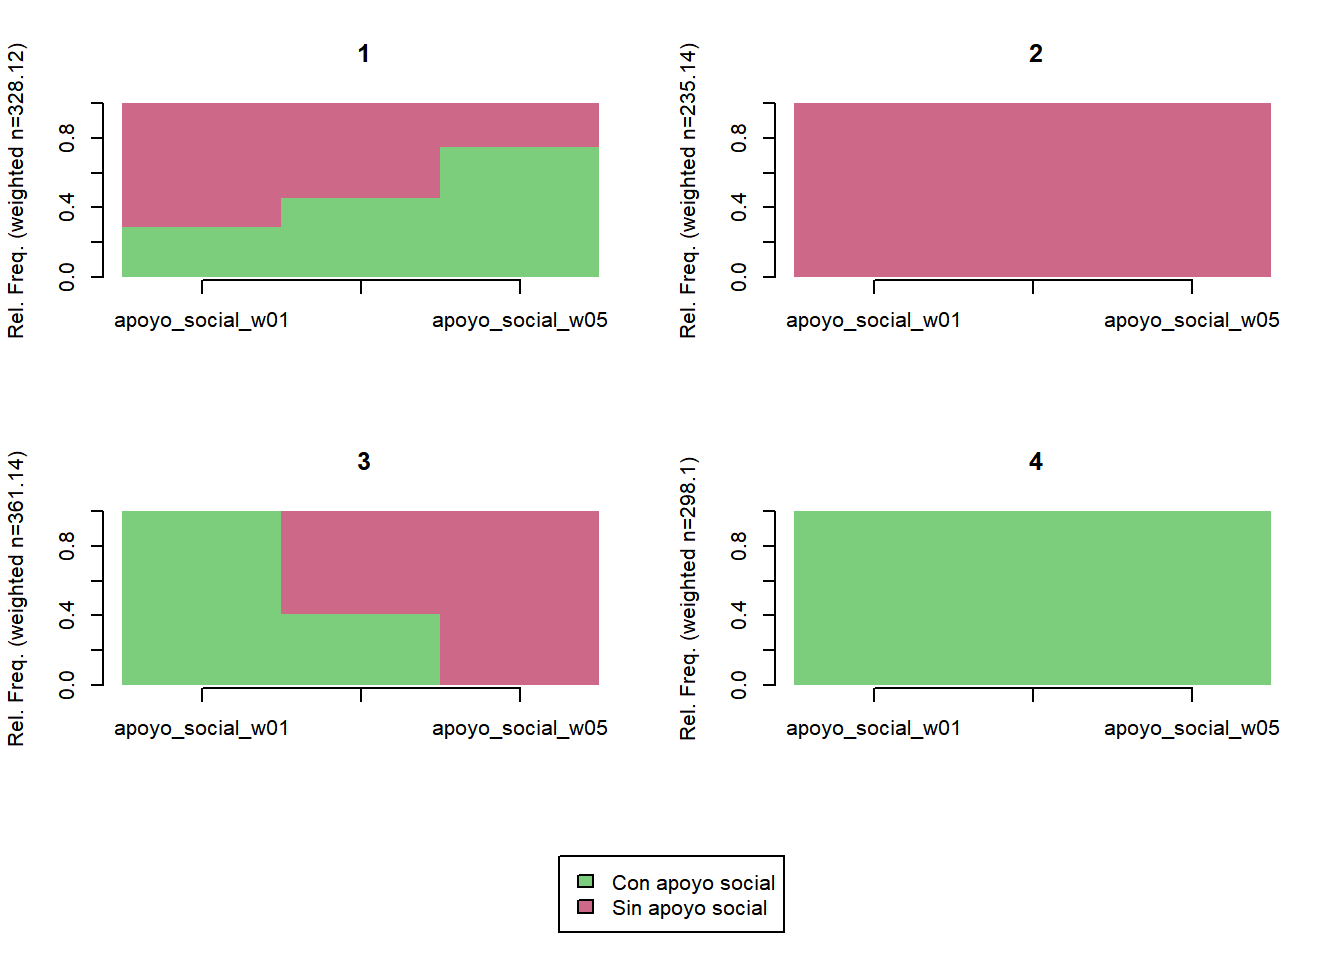 1
Rel. Freq. (weighted n=328.12)
0.0 0.4 0.8
apoyo_social_w01 apoyo_social_w05
2
Rel. Freq. (weighted n=235.14)
0.0 0.4 0.8
apoyo_social_w01 apoyo_social_w05
3
Rel. Freq. (weighted n=361.14)
0.0 0.4 0.8
apoyo_social_w01 apoyo_social_w05
4
Rel. Freq. (weighted n=298.1)
0.0 0.4 0.8
apoyo_social_w01 apoyo_social_w05
Con apoyo social
Sin apoyo social